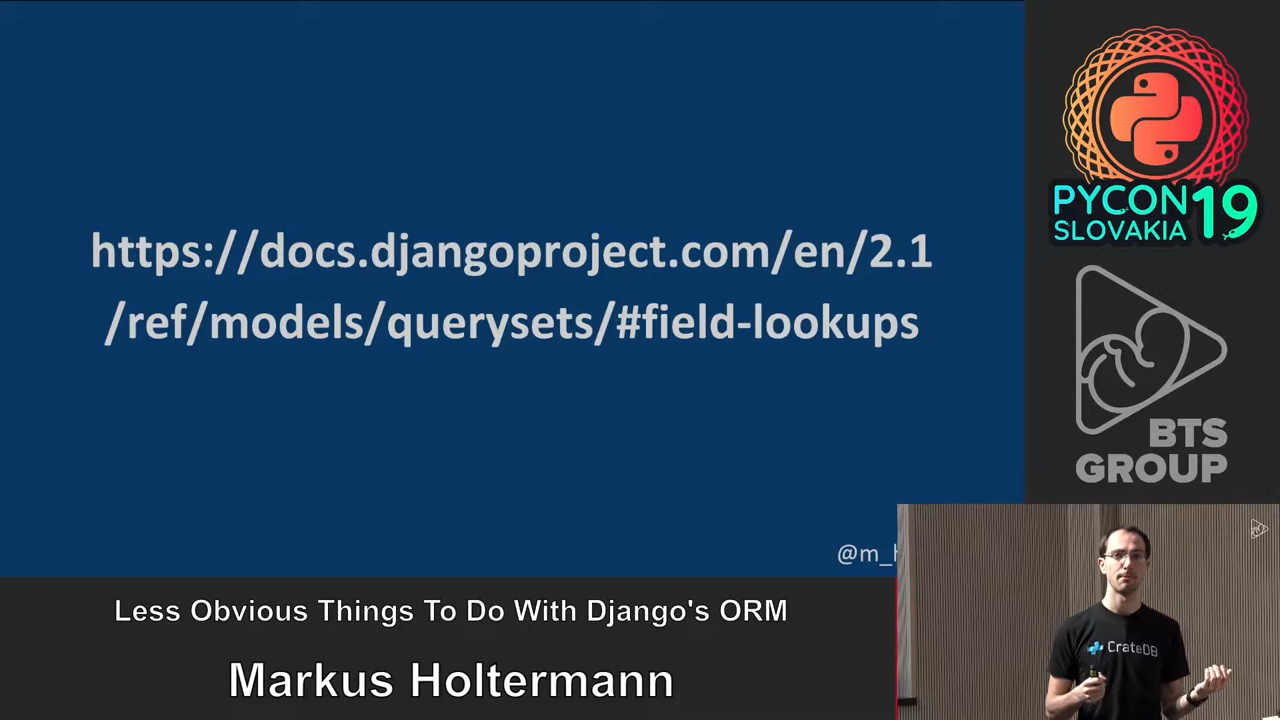 https://docs.djangoproject.com/en/2.1
/ref/models/querysets/#field-lookups
PYCON 19
SLOVAKIA
BTS
GROUP
CrateDB
Less Obvious Things To Do With Django's ORM
Markus Holtermann